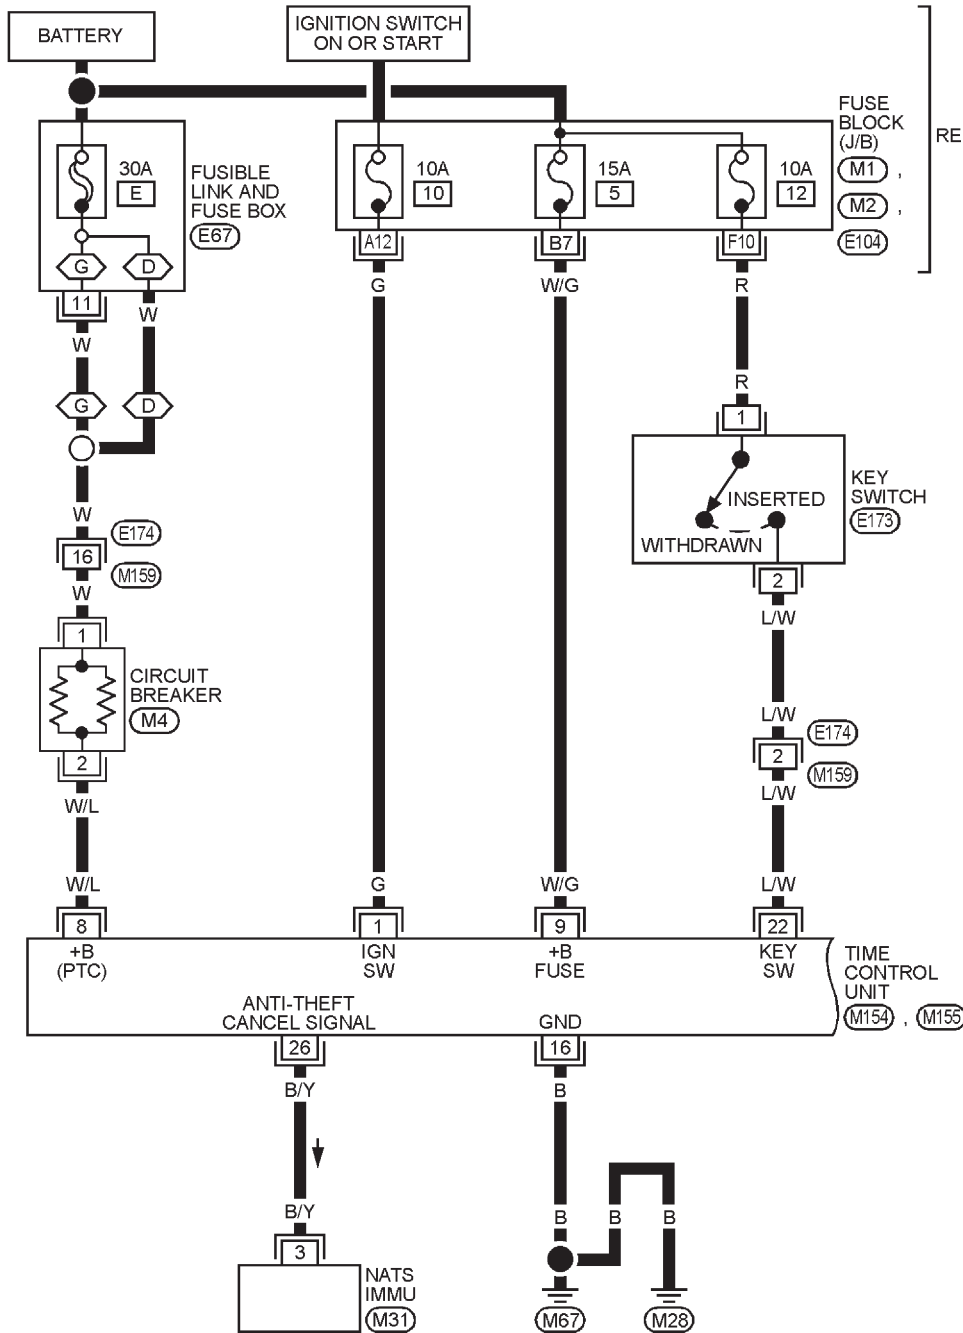 BATTERY
IGNITION SWITCH
ON OR START
FUSE
BLOCK
(J/B)
M1 ,
M2 ,
E104
RE
30A
E
FUSIBLE
LINK AND
FUSE BOX
E67
10A
10
15A
5
10A
12
G
D
A12
B7
F10
11
G
W/G
R
W
W
G
D
R
1
KEY
SWITCH
E173
INSERTED
WITHDRAWN
W
E174
16
M159
W
2
L/W
1
CIRCUIT
BREAKER
M4
2
W/L
L/W
E174
2
M159
L/W
W/L
G
W/G
L/W
8
1
9
22
+B
(PTC)
IGN
SW
+B
FUSE
KEY
SW
TIME
CONTROL
UNIT
M154 , M155
ANTI-THEFT
CANCEL SIGNAL
GND
26
16
B/Y
B
B/Y
B
B
B
3
NATS
IMMU
M31
M67
M28